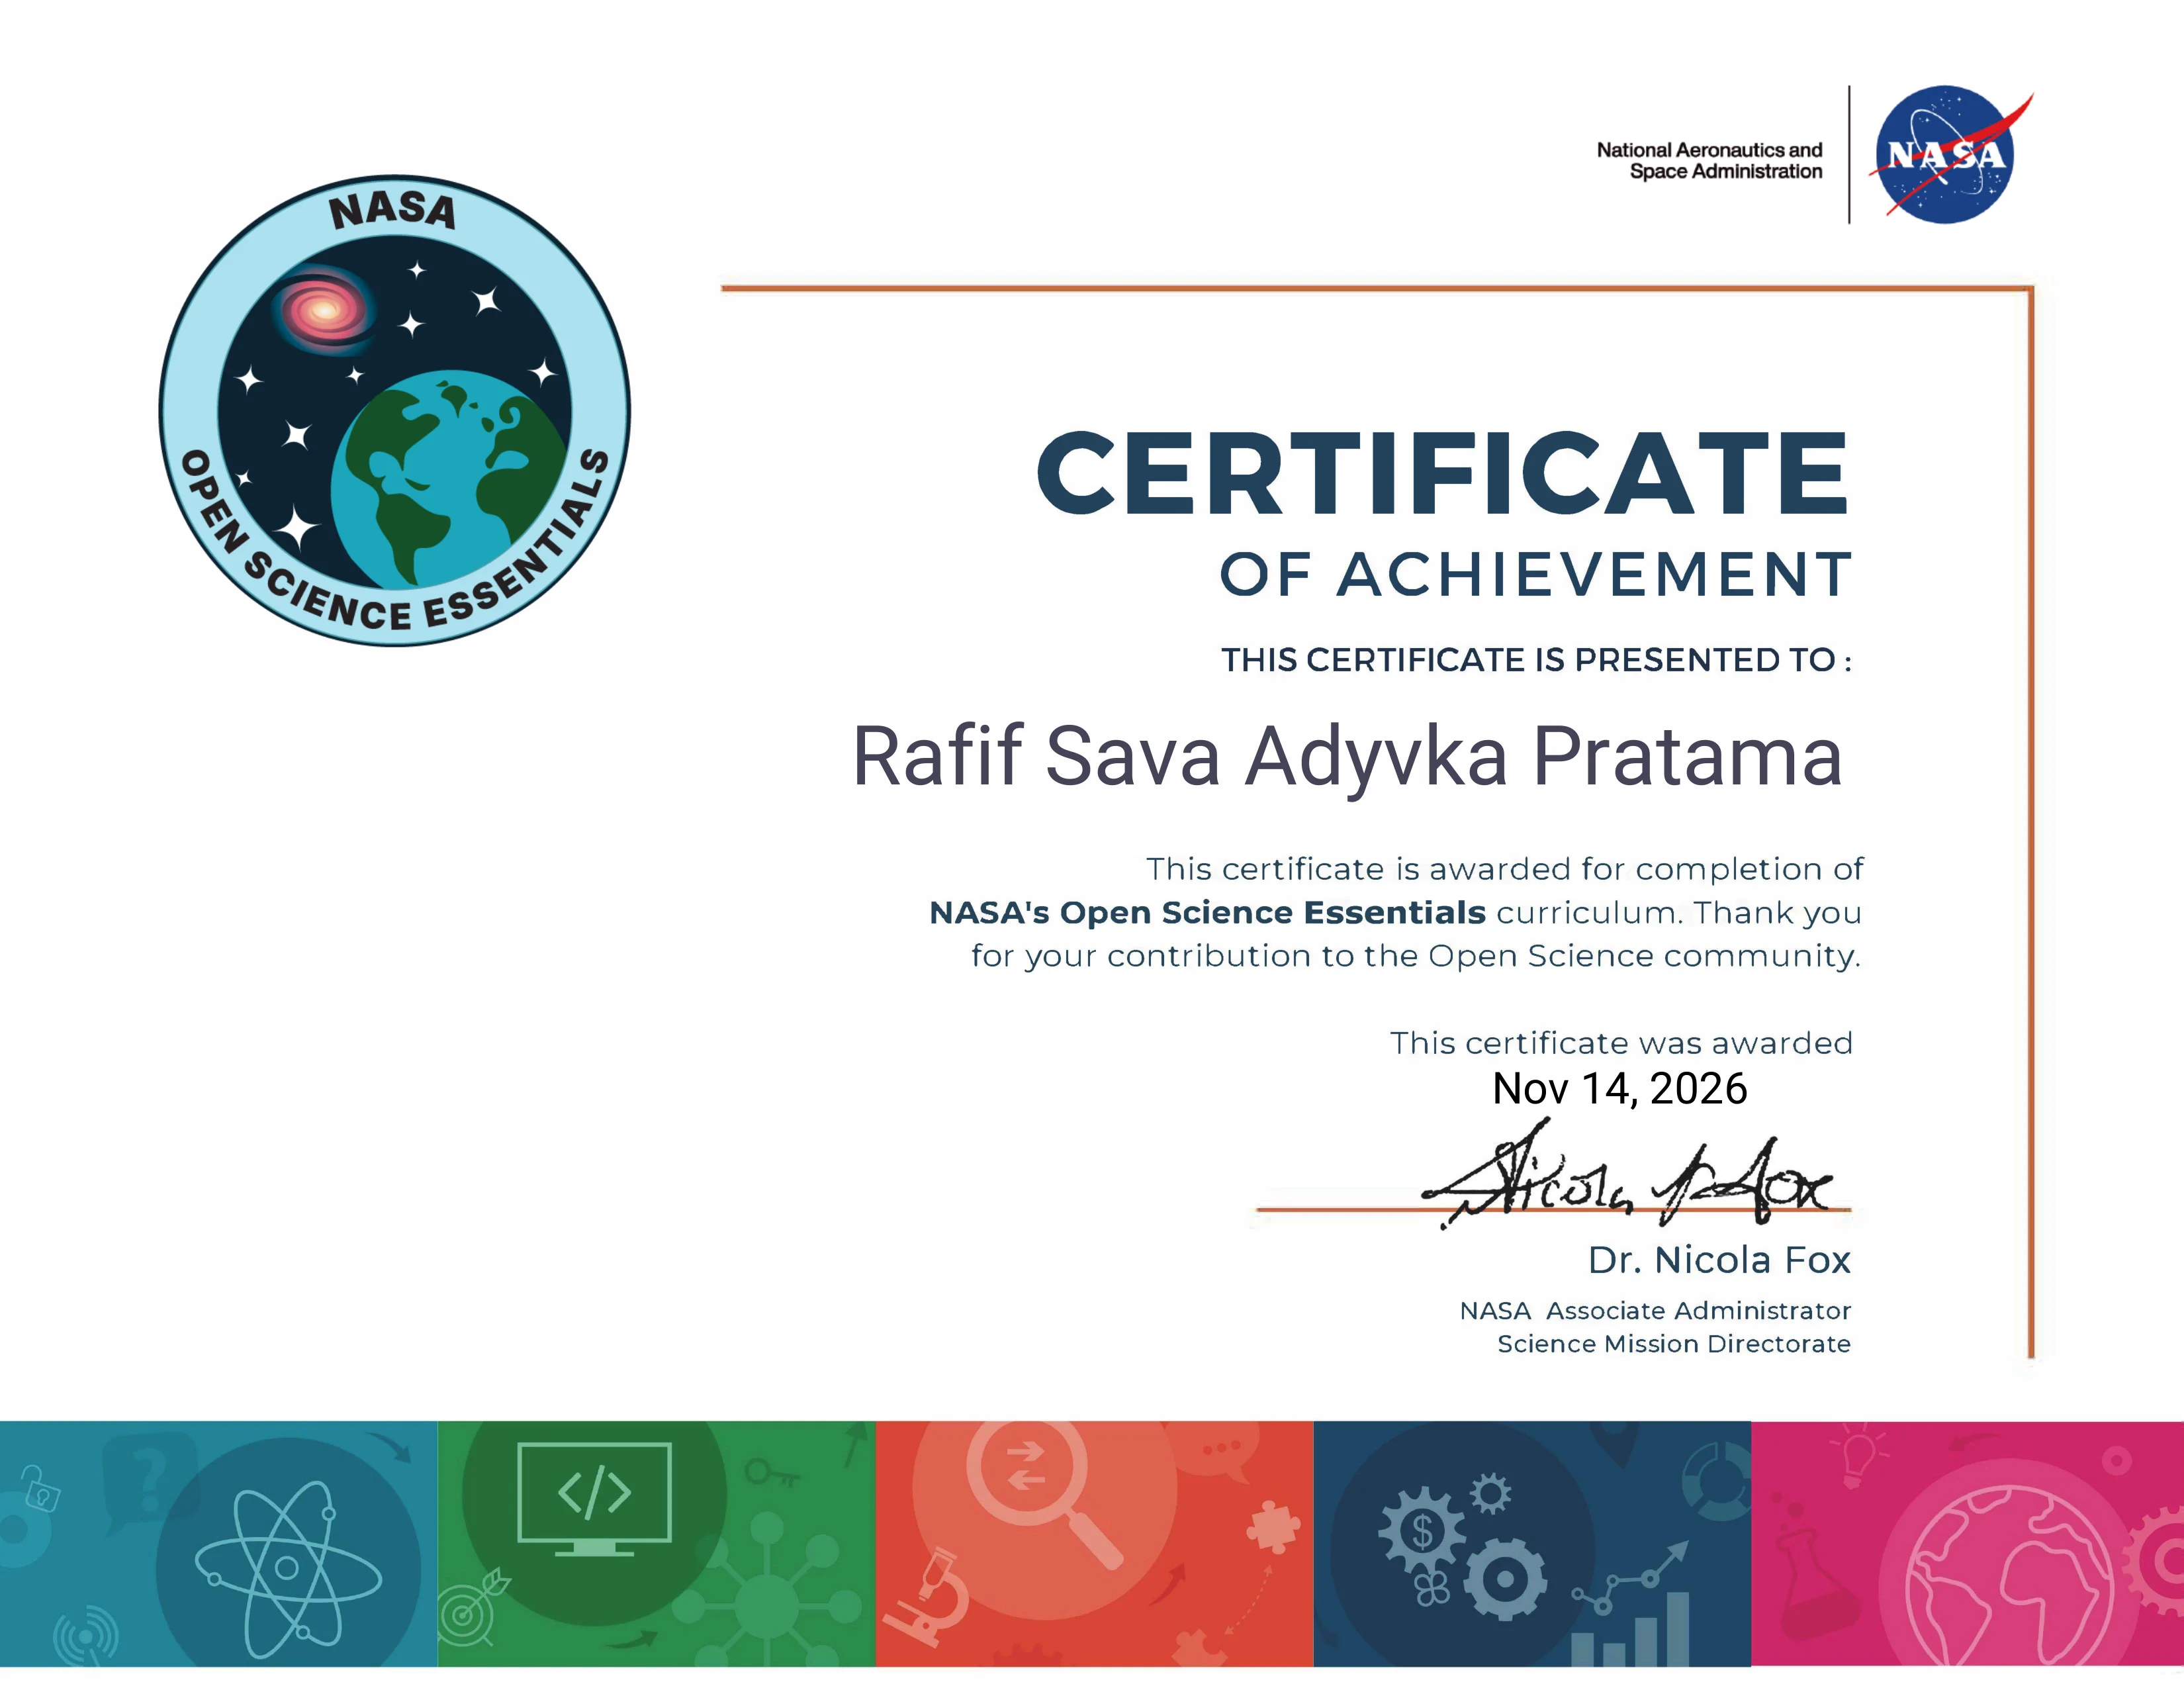 National Aeronautics and
Space Administration
NASA
NASA
OPEN SCIENCE ESSENTIALS
CERTIFICATE
OF ACHIEVEMENT
THIS CERTIFICATE IS PRESENTED TO :
Rafif Sava Adyvka Pratama
This certificate is awarded for completion of
NASA's Open Science Essentials curriculum. Thank you
for your contribution to the Open Science community.
This certificate was awarded
Nov 14, 2026
Nicola Fox
Dr. Nicola Fox
NASA Associate Administrator
Science Mission Directorate
?
</>
$